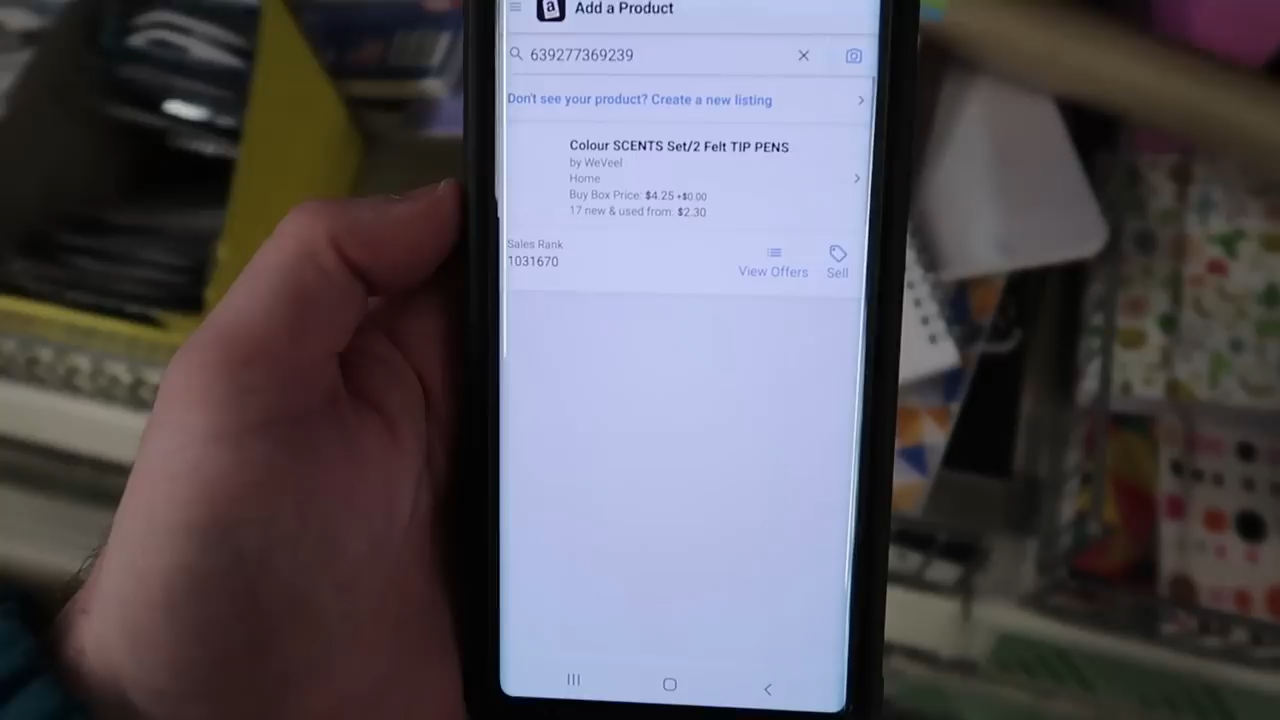 a Add a Product
639277369239
Don't see your product? Create a new listing
Colour SCENTS Set/2 Felt TIP PENS
by WeVeel
Home
Buy Box Price: $4.25 +$0.00
17 new & used from: $2.30
Sales Rank
1031670
View Offers
Sell